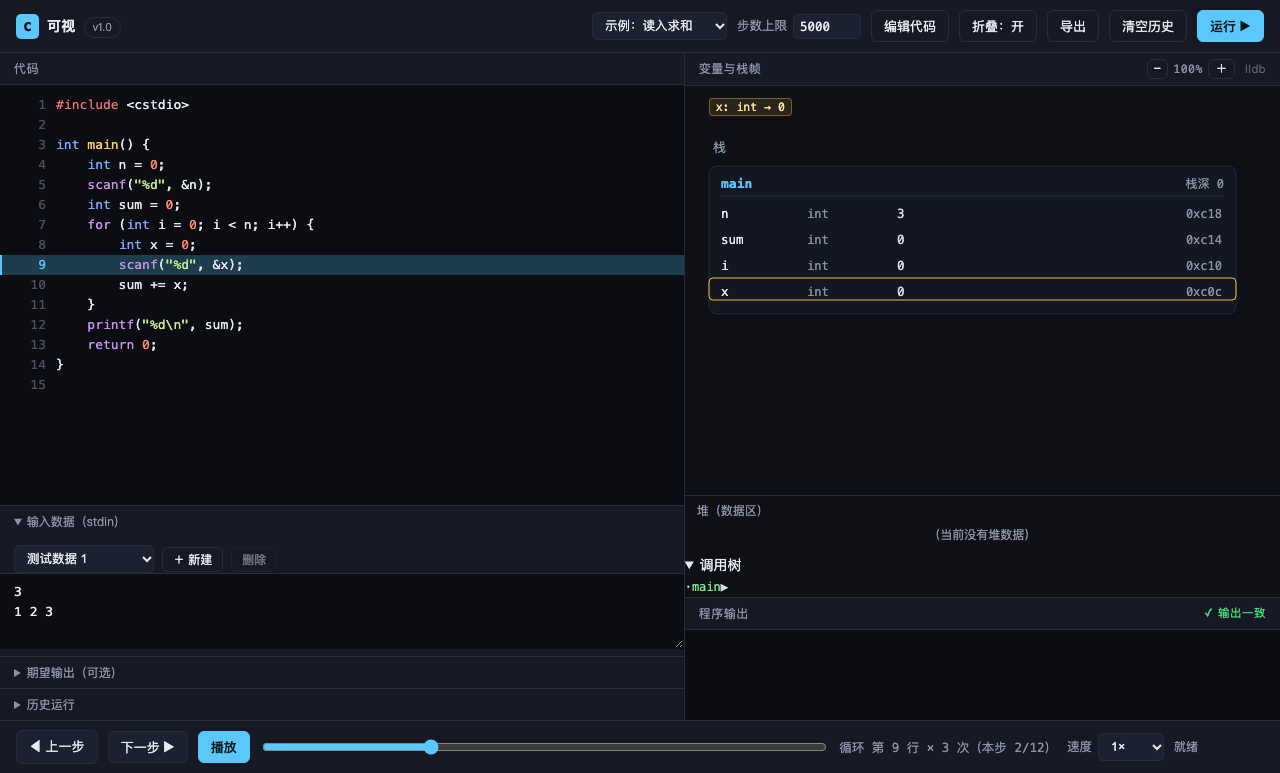 C 可视 v1.0 示例: 读入求和 步数上限 5000 编辑代码 折叠: 开 导出 清空历史 运行 ▶
代码
1 #include <cstdio>
2
3 int main() {
4     int n = 0;
5     scanf("%d", &n);
6     int sum = 0;
7     for (int i = 0; i < n; i++) {
8         int x = 0;
9         scanf("%d", &x);
10         sum += x;
11     }
12     printf("%d\n", sum);
13     return 0;
14 }
15
▼ 输入数据 (stdin)
测试数据 1 + 新建 删除
3
1 2 3
▶ 期望输出 (可选)
▶ 历史运行
变量与栈帧 − 100% + lldb
x: int → 0
栈
main 栈深 0
n int 3 0xc18
sum int 0 0xc14
i int 0 0xc10
x int 0 0xc0c
堆 (数据区)
(当前没有堆数据)
▼ 调用树
·main▶
程序输出 ✓ 输出一致
◀ 上一步 下一步 ▶ 播放 循环 第 9 行 × 3 次 (本步 2/12) 速度 1× 就绪